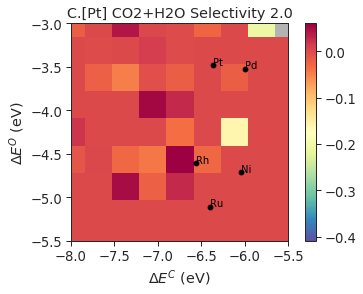 C.[Pt] CO2+H2O Selectivity 2.0
−3.0
−3.5
−4.0
−4.5
−5.0
−5.5
ΔE^O (eV)
Pt
Pd
Rh
Ni
Ru
−8.0 −7.5 −7.0 −6.5 −6.0 −5.5
ΔE^C (eV)
0.0
−0.1
−0.2
−0.3
−0.4